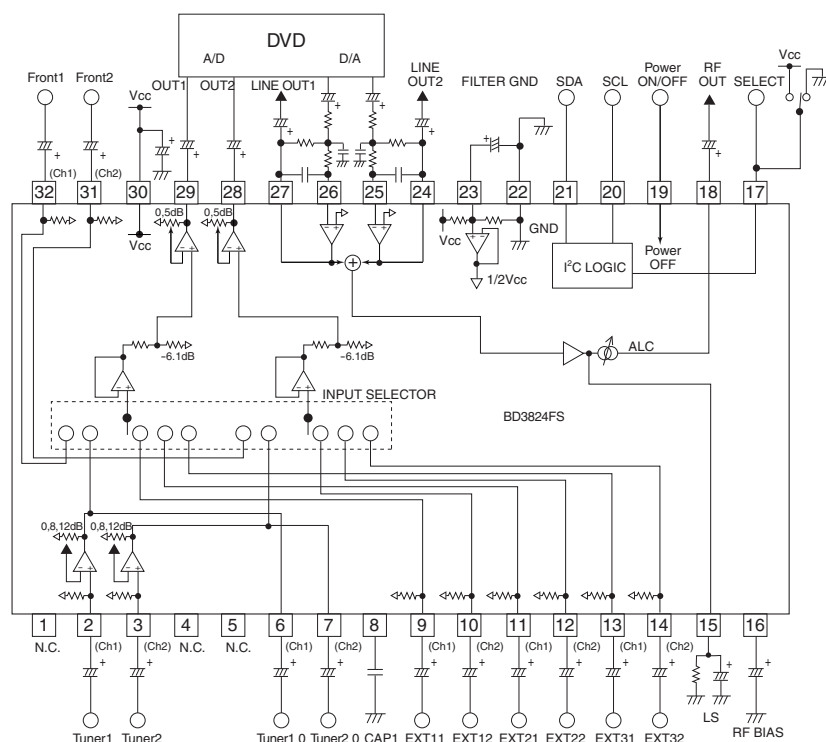 DVD
A/D D/A
Front1 Front2 OUT1 OUT2 LINE OUT1 LINE OUT2 FILTER GND SDA SCL Power ON/OFF RF OUT SELECT Vcc
Vcc
(Ch1) (Ch2)
32 31 30 29 28 27 26 25 24 23 22 21 20 19 18 17
0,5dB 0,5dB
Vcc Vcc GND Power OFF
1/2Vcc
I²C LOGIC
−6.1dB −6.1dB
ALC
INPUT SELECTOR
BD3824FS
0,8,12dB 0,8,12dB
1 2 3 4 5 6 7 8 9 10 11 12 13 14 15 16
N.C. (Ch1) (Ch2) N.C. N.C. (Ch1) (Ch2) (Ch1) (Ch2) (Ch1) (Ch2) (Ch1) (Ch2)
LS
Tuner1 Tuner2 Tuner1 0 Tuner2 0 CAP1 EXT11 EXT12 EXT21 EXT22 EXT31 EXT32 RF BIAS